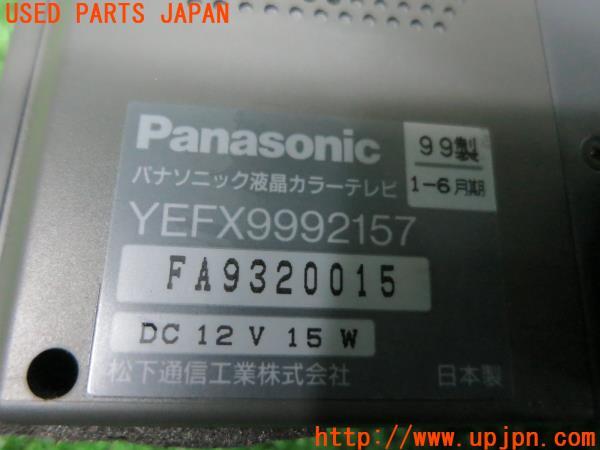 USED PARTS JAPAN
Panasonic
99製
1-6月期
パナソニック液晶カラーテレビ
YEFX9992157
FA9320015
DC 12V 15W
松下通信工業株式会社
日本製
http://www.upjpn.com